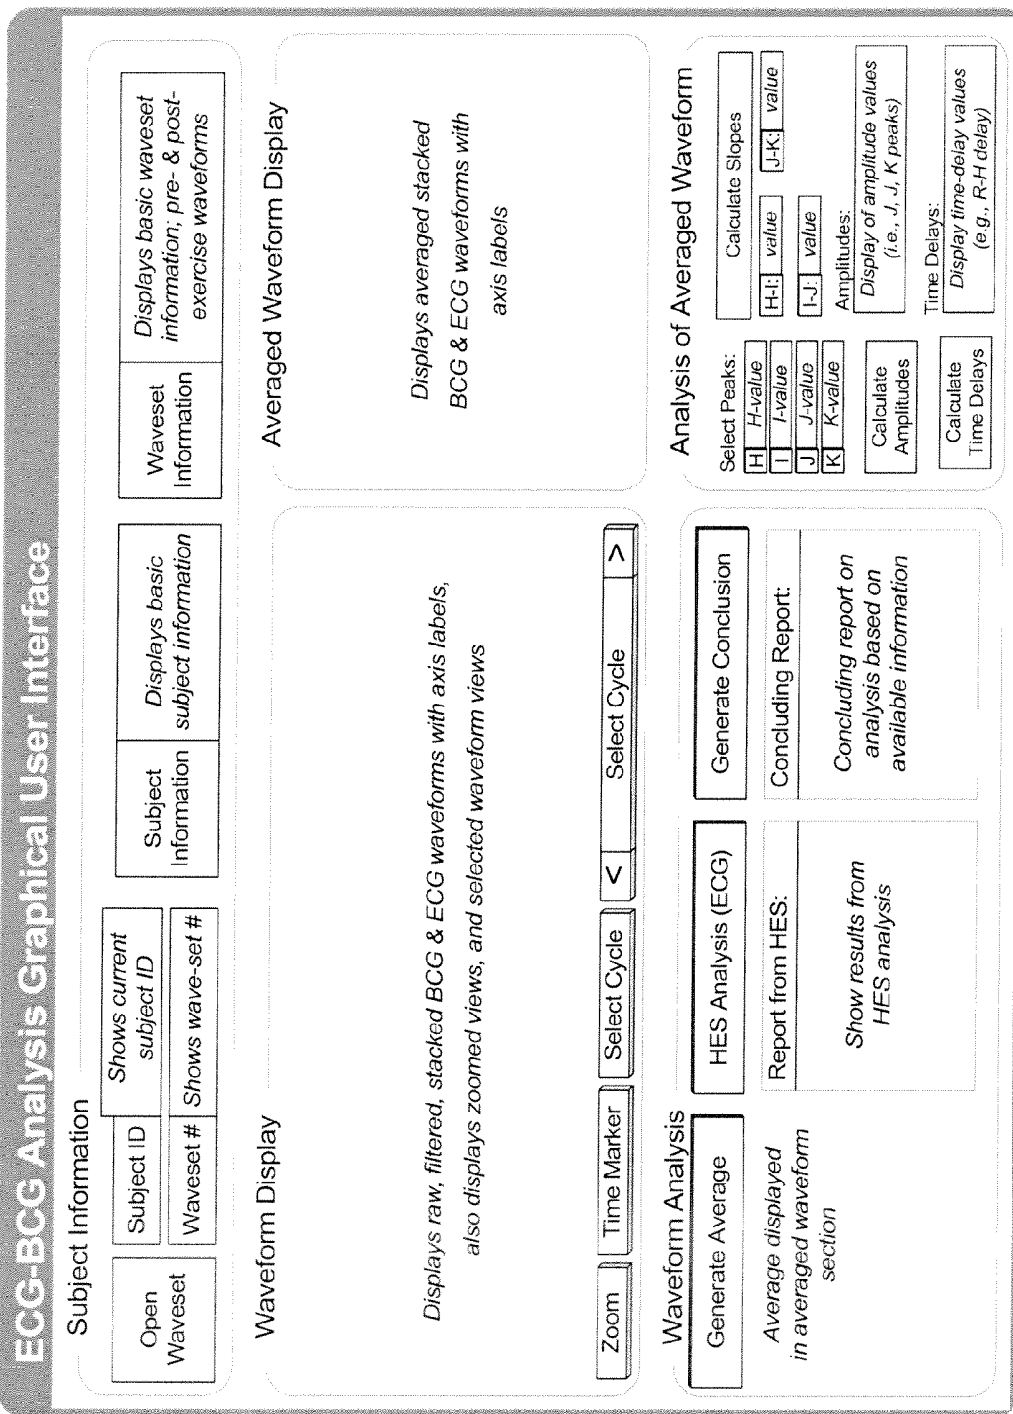 ECG-BCG Analysis Graphical User Interface
Subject Information
Open
Waveset
Subject ID
Shows current
subject ID
Waveset #
Shows wave-set #
Subject
Information
Displays basic
subject information
Waveset
Information
Displays basic waveset
information; pre- & post-
exercise waveforms
Waveform Display
Displays raw, filtered, stacked BCG & ECG waveforms with axis labels,
also displays zoomed views, and selected waveform views
Zoom
Time Marker
Select Cycle
< Select Cycle >
Averaged Waveform Display
Displays averaged stacked
BCG & ECG waveforms with
axis labels
Waveform Analysis
Generate Average
Average displayed
in averaged waveform
section
HES Analysis (ECG)
Report from HES:
Show results from
HES analysis
Generate Conclusion
Concluding Report:
Concluding report on
analysis based on
available information
Analysis of Averaged Waveform
Select Peaks:
H H-value
I I-value
J J-value
K K-value
Calculate Slopes
H-I: value
J-K: value
I-J: value
Calculate
Amplitudes
Amplitudes:
Display of amplitude values
(i.e., J, J, K peaks)
Calculate
Time Delays
Time Delays:
Display time-delay values
(e.g., R-H delay)